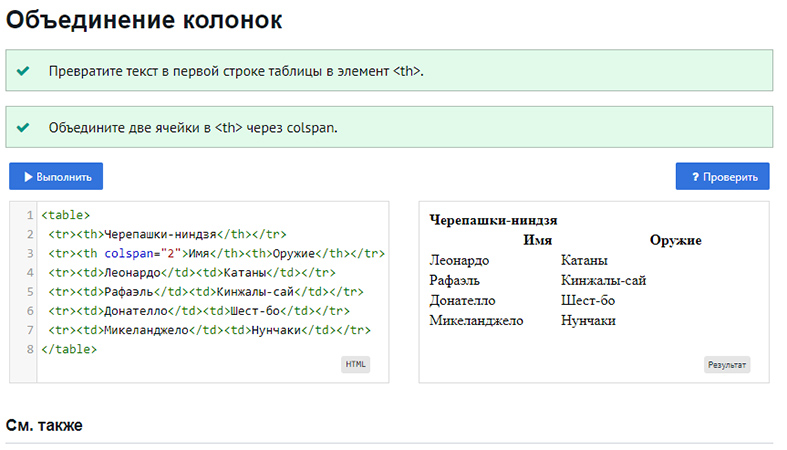 Объединение колонок
Превратите текст в первой строке таблицы в элемент <th>.
Объедините две ячейки в <th> через colspan.
Выполнить
? Проверить
1 <table>
2 <tr><th>Черепашки-ниндзя</th></tr>
3 <tr><th colspan="2">Имя</th><th>Оружие</th></tr>
4 <tr><td>Леонардо</td><td>Катаны</td></tr>
5 <tr><td>Рафаэль</td><td>Кинжалы-сай</td></tr>
6 <tr><td>Донателло</td><td>Шест-бо</td></tr>
7 <tr><td>Микеланджело</td><td>Нунчаки</td></tr>
8 </table>
HTML
Черепашки-ниндзя
Имя Оружие
Леонардо Катаны
Рафаэль Кинжалы-сай
Донателло Шест-бо
Микеланджело Нунчаки
Результат
См. также